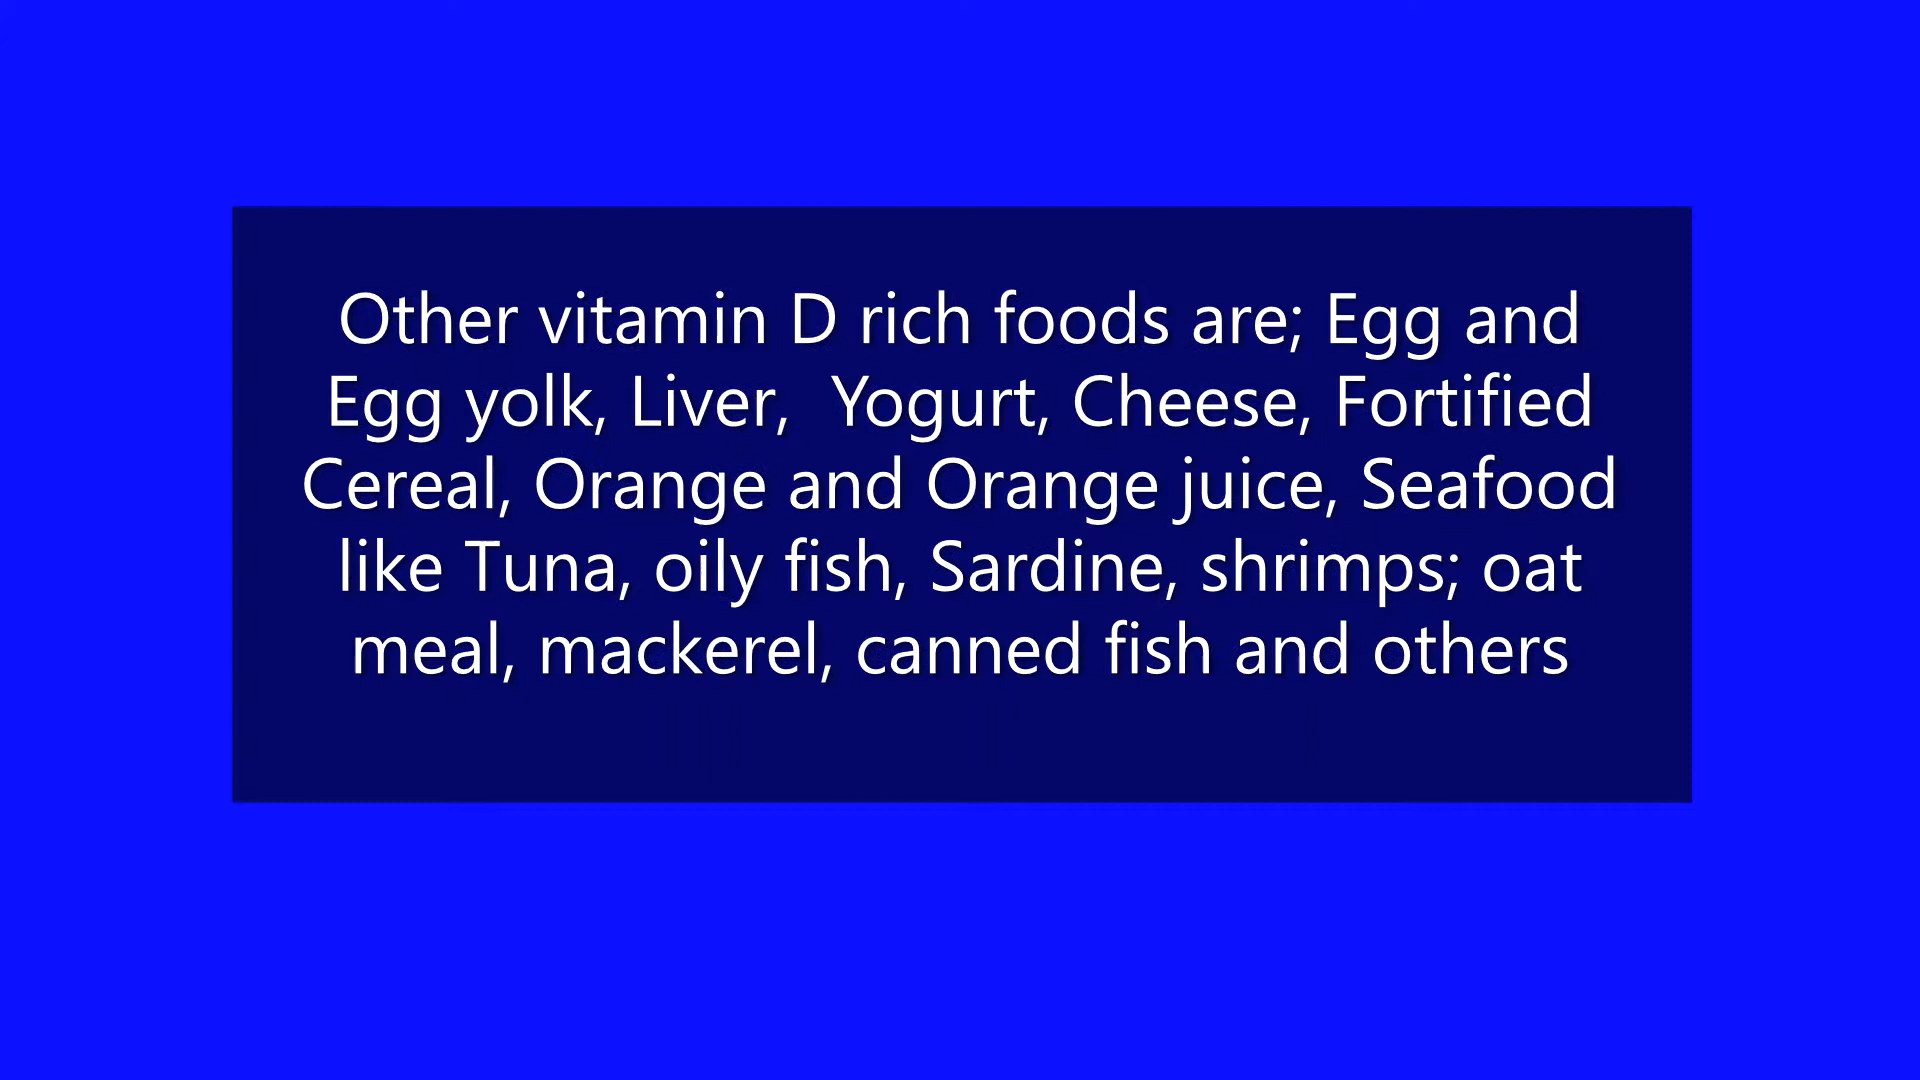 Other vitamin D rich foods are; Egg and
Egg yolk, Liver,  Yogurt, Cheese, Fortified
Cereal, Orange and Orange juice, Seafood
like Tuna, oily fish, Sardine, shrimps; oat
meal, mackerel, canned fish and others